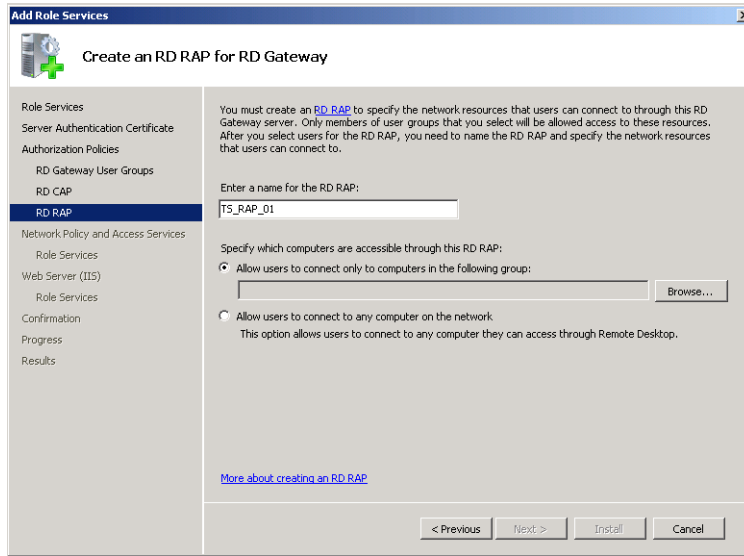 Add Role Services
Create an RD RAP for RD Gateway
Role Services
Server Authentication Certificate
Authorization Policies
RD Gateway User Groups
RD CAP
RD RAP
Network Policy and Access Services
Role Services
Web Server (IIS)
Role Services
Confirmation
Progress
Results
You must create an RD RAP to specify the network resources that users can connect to through this RD
Gateway server. Only members of user groups that you select will be allowed access to these resources.
After you select users for the RD RAP, you need to name the RD RAP and specify the network resources
that users can connect to.
Enter a name for the RD RAP:
TS_RAP_01
Specify which computers are accessible through this RD RAP:
Allow users to connect only to computers in the following group:
Browse...
Allow users to connect to any computer on the network
This option allows users to connect to any computer they can access through Remote Desktop.
More about creating an RD RAP
< Previous
Next >
Install
Cancel